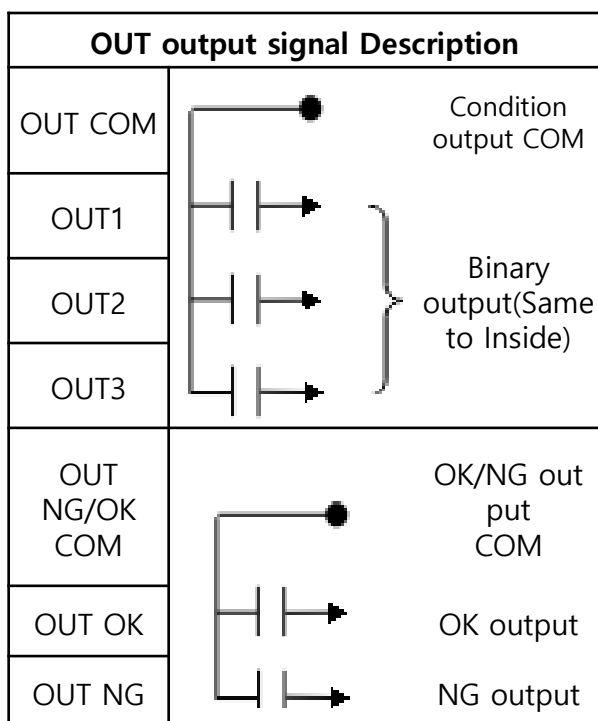 OUT output signal Description
OUT COM
Condition
output COM
OUT1
OUT2
OUT3
Binary
output(Same
to Inside)
OUT
NG/OK
COM
OK/NG out
put
COM
OUT OK
OK output
OUT NG
NG output